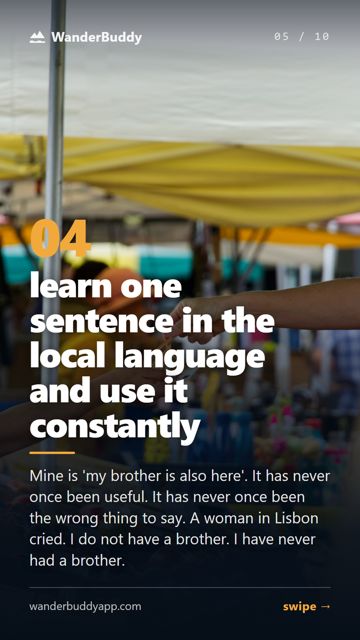 WanderBuddy
05 / 10
04
learn one
sentence in the
local language
and use it
constantly
Mine is 'my brother is also here'. It has never
once been useful. It has never once been
the wrong thing to say. A woman in Lisbon
cried. I do not have a brother. I have never
had a brother.
wanderbuddyapp.com
swipe →